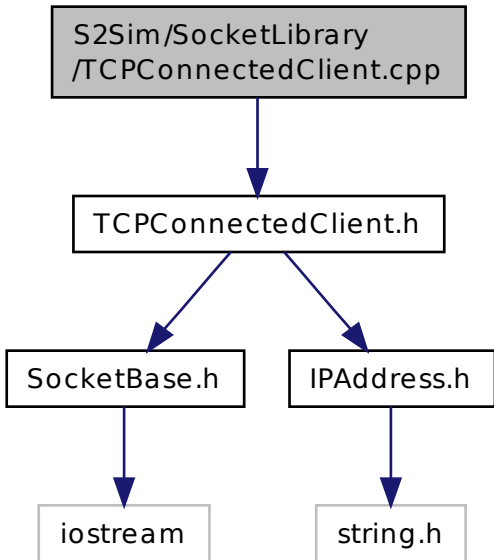 S2Sim/SocketLibrary
/TCPConnectedClient.cpp
TCPConnectedClient.h
SocketBase.h
IPAddress.h
iostream
string.h